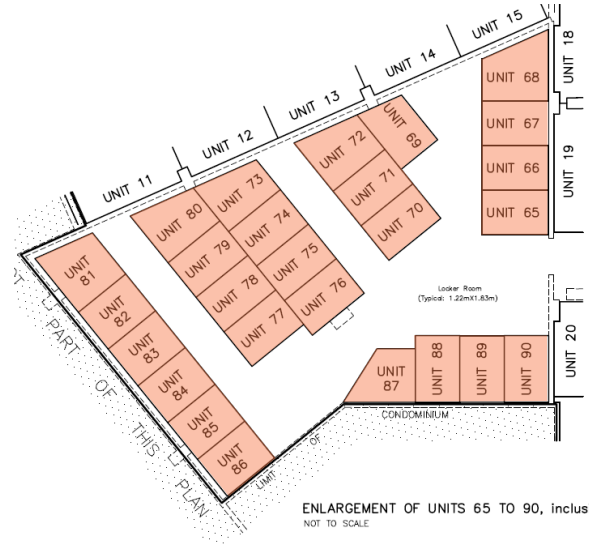 UNIT 15
UNIT 18
UNIT 14
UNIT 13
UNIT 12
UNIT 11
UNIT 68
UNIT 67
UNIT 66
UNIT 65
UNIT 19
UNIT 69
UNIT 72
UNIT 71
UNIT 70
UNIT 73
UNIT 74
UNIT 75
UNIT 76
UNIT 80
UNIT 79
UNIT 78
UNIT 77
UNIT
81
UNIT
82
UNIT
83
UNIT
84
UNIT
85
UNIT
86
Locker Room
(Typical: 1.22mX1.83m)
UNIT
87
UNIT 88
UNIT 89
UNIT 90
UNIT 20
PART OF THIS PLAN
LIMIT OF CONDOMINIUM
ENLARGEMENT OF UNITS 65 TO 90, inclus
NOT TO SCALE